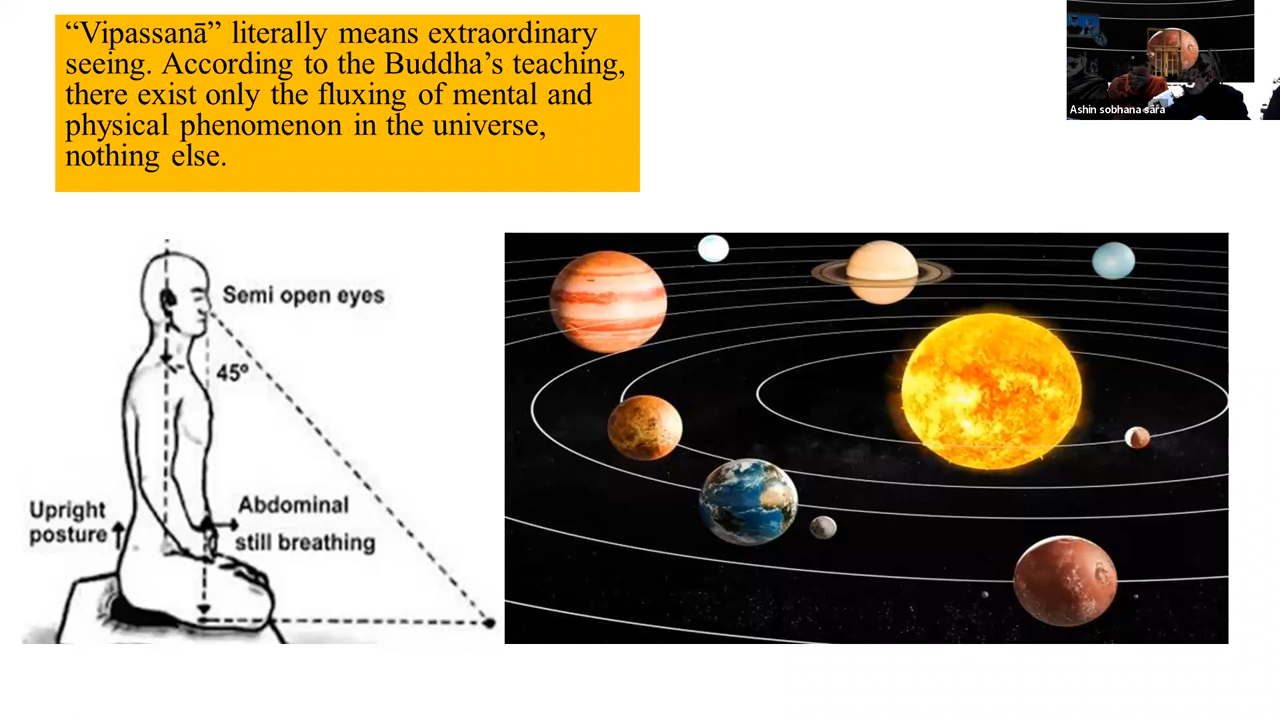 “Vipassanā” literally means extraordinary
seeing. According to the Buddha’s teaching,
there exist only the fluxing of mental and
physical phenomenon in the universe,
nothing else.
Ashin sobhana sara
Semi open eyes
45º
Upright
posture
Abdominal
still breathing